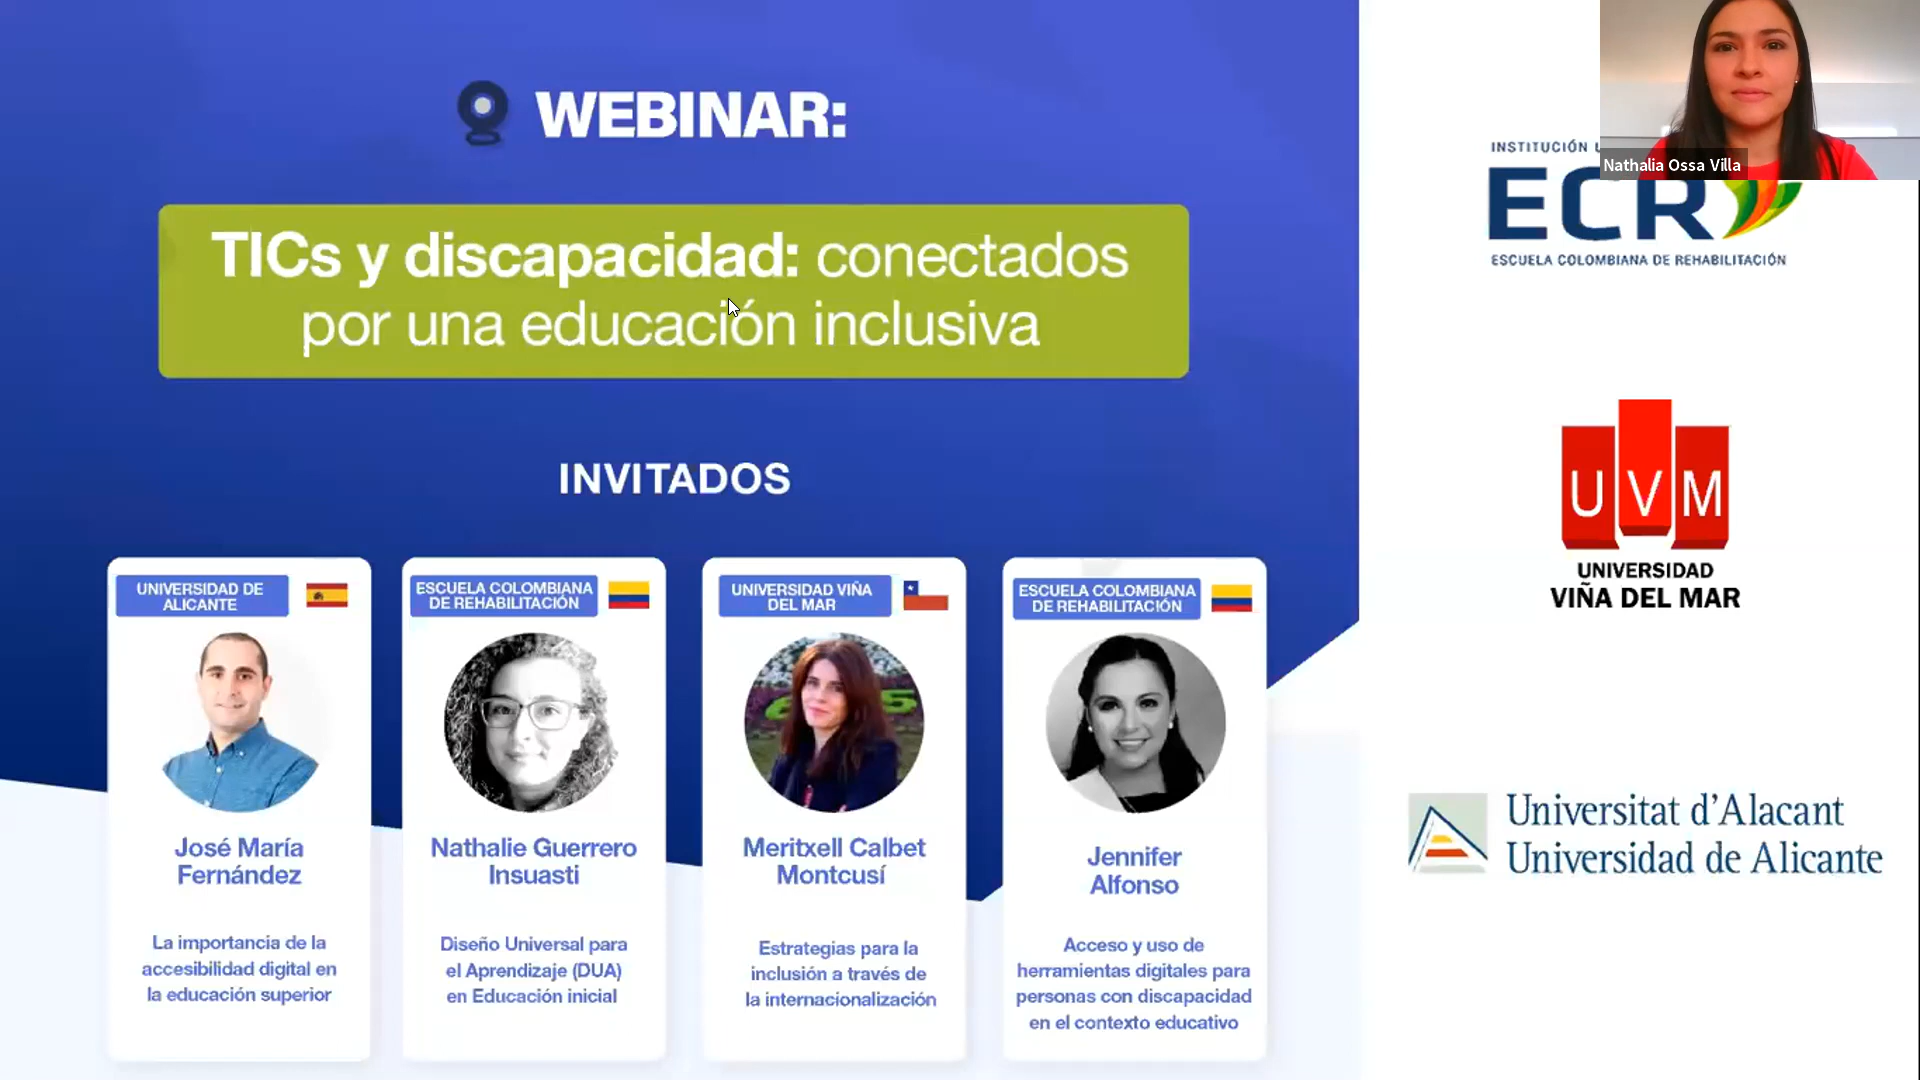 WEBINAR:
TICs y discapacidad: conectados
por una educación inclusiva
INVITADOS
UNIVERSIDAD DE
ALICANTE
José María
Fernández
La importancia de la
accesibilidad digital en
la educación superior
ESCUELA COLOMBIANA
DE REHABILITACIÓN
Nathalie Guerrero
Insuasti
Diseño Universal para
el Aprendizaje (DUA)
en Educación inicial
UNIVERSIDAD VIÑA
DEL MAR
Meritxell Calbet
Montcusí
Estrategias para la
inclusión a través de
la internacionalización
ESCUELA COLOMBIANA
DE REHABILITACIÓN
Jennifer
Alfonso
Acceso y uso de
herramientas digitales para
personas con discapacidad
en el contexto educativo
Nathalia Ossa Villa
INSTITUCIÓN
ECR
ESCUELA COLOMBIANA DE REHABILITACIÓN
UVM
UNIVERSIDAD
VIÑA DEL MAR
Universitat d'Alacant
Universidad de Alicante